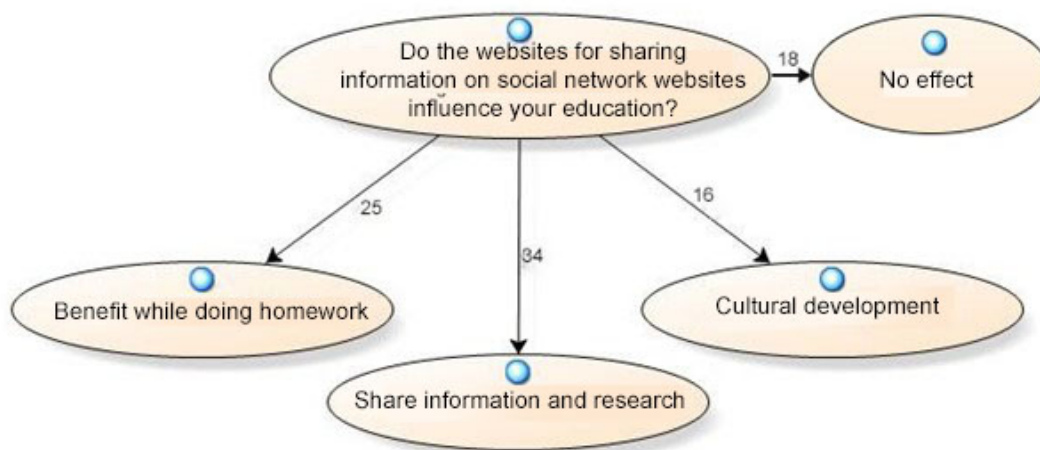 Do the websites for sharing
information on social network websites
influence your education?
18
No effect
25
34
16
Benefit while doing homework
Cultural development
Share information and research